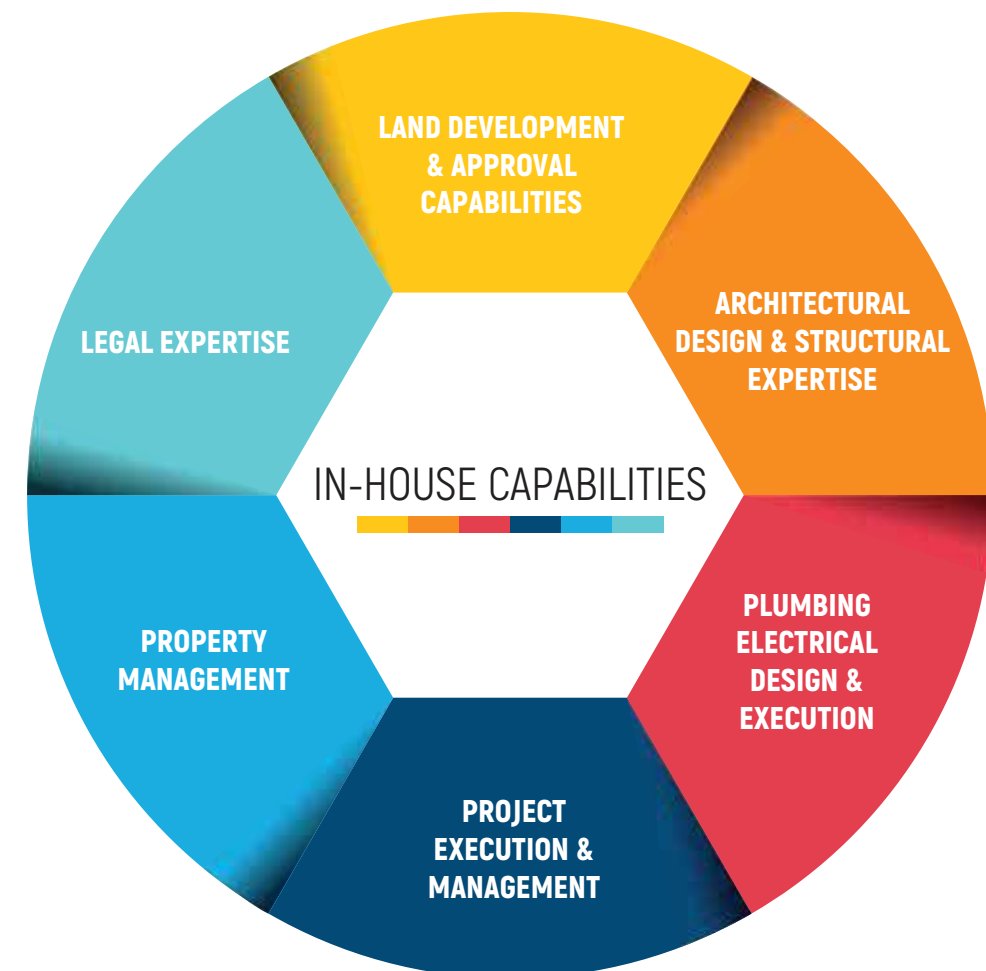 LAND DEVELOPMENT
& APPROVAL
CAPABILITIES
ARCHITECTURAL
DESIGN & STRUCTURAL
EXPERTISE
PLUMBING
ELECTRICAL
DESIGN &
EXECUTION
PROJECT
EXECUTION &
MANAGEMENT
PROPERTY
MANAGEMENT
LEGAL EXPERTISE
IN-HOUSE CAPABILITIES